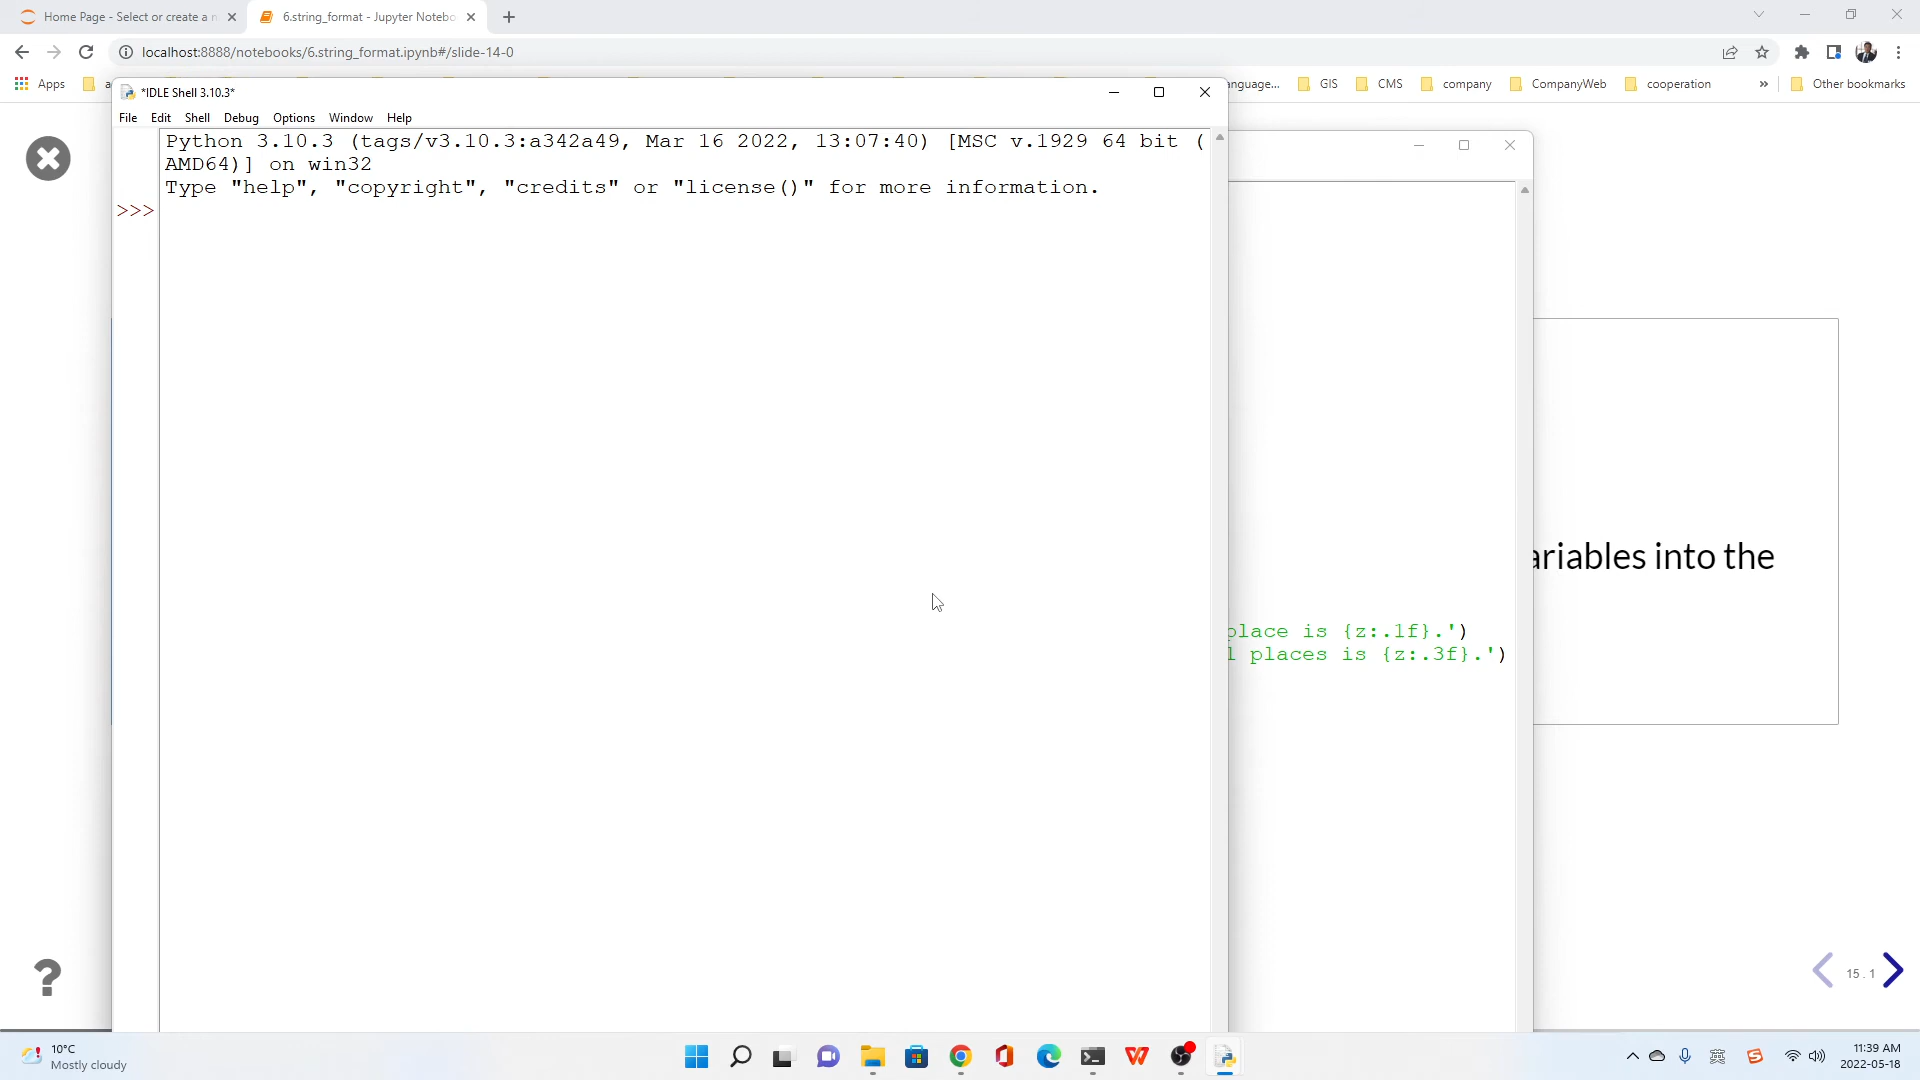 Home Page - Select or create a n
6.string_format - Jupyter Notebo
localhost:8888/notebooks/6.string_format.ipynb#/slide-14-0
Apps
a
anguage...
GIS
CMS
company
CompanyWeb
cooperation
»
Other bookmarks
*IDLE Shell 3.10.3*
File Edit Shell Debug Options Window Help
Python 3.10.3 (tags/v3.10.3:a342a49, Mar 16 2022, 13:07:40) [MSC v.1929 64 bit (
AMD64)] on win32
Type "help", "copyright", "credits" or "license()" for more information.
>>>
ariables into the
place is {z:.1f}.')
l places is {z:.3f}.')
?
15 . 1
10°C
Mostly cloudy
英
11:39 AM
2022-05-18